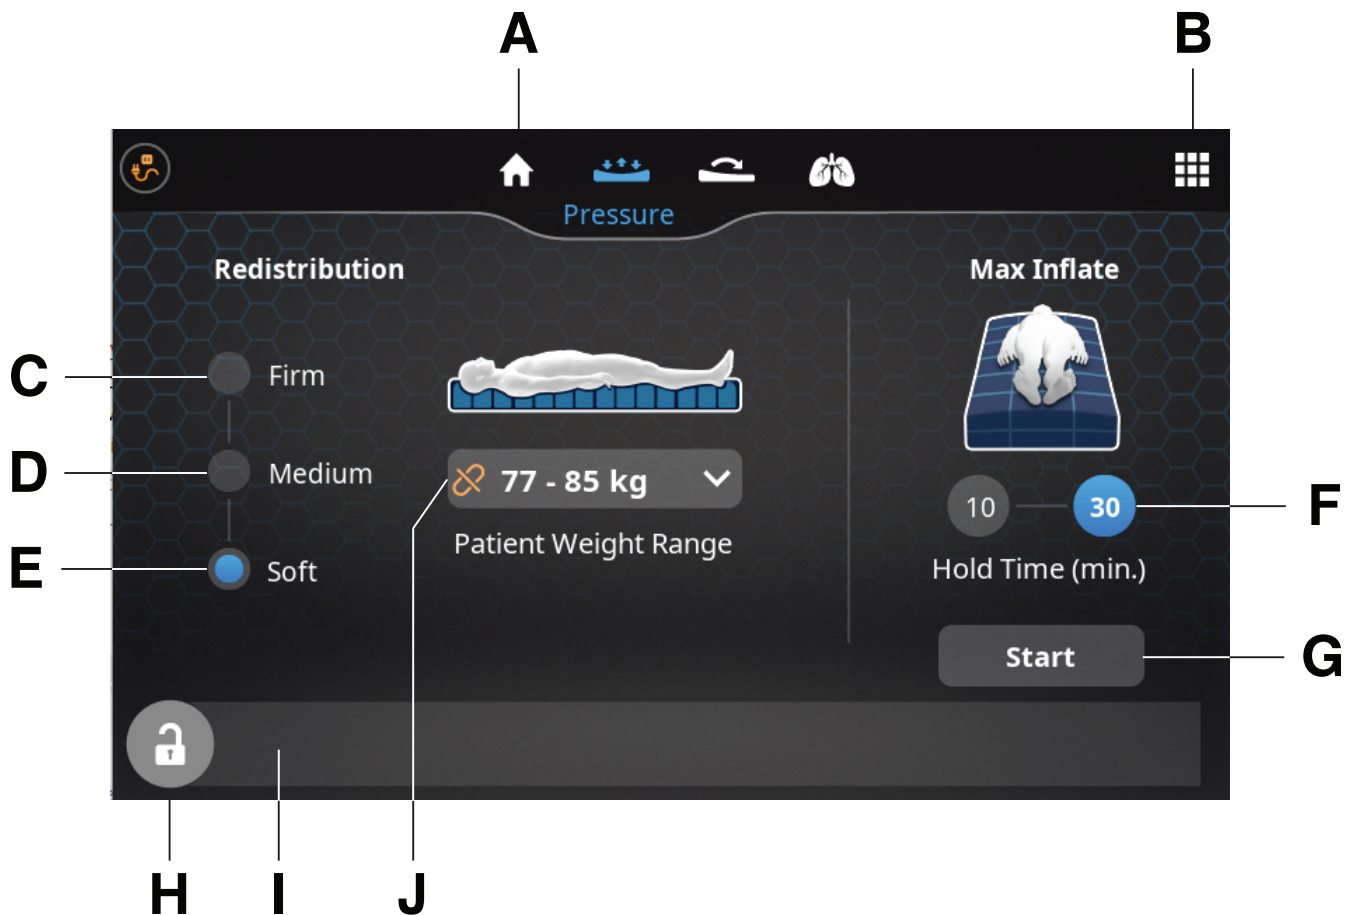 A
B
Pressure
Redistribution
Max Inflate
C
Firm
D
Medium
77 - 85 kg
10
30
F
Patient Weight Range
E
Soft
Hold Time (min.)
Start
G
H
I
J